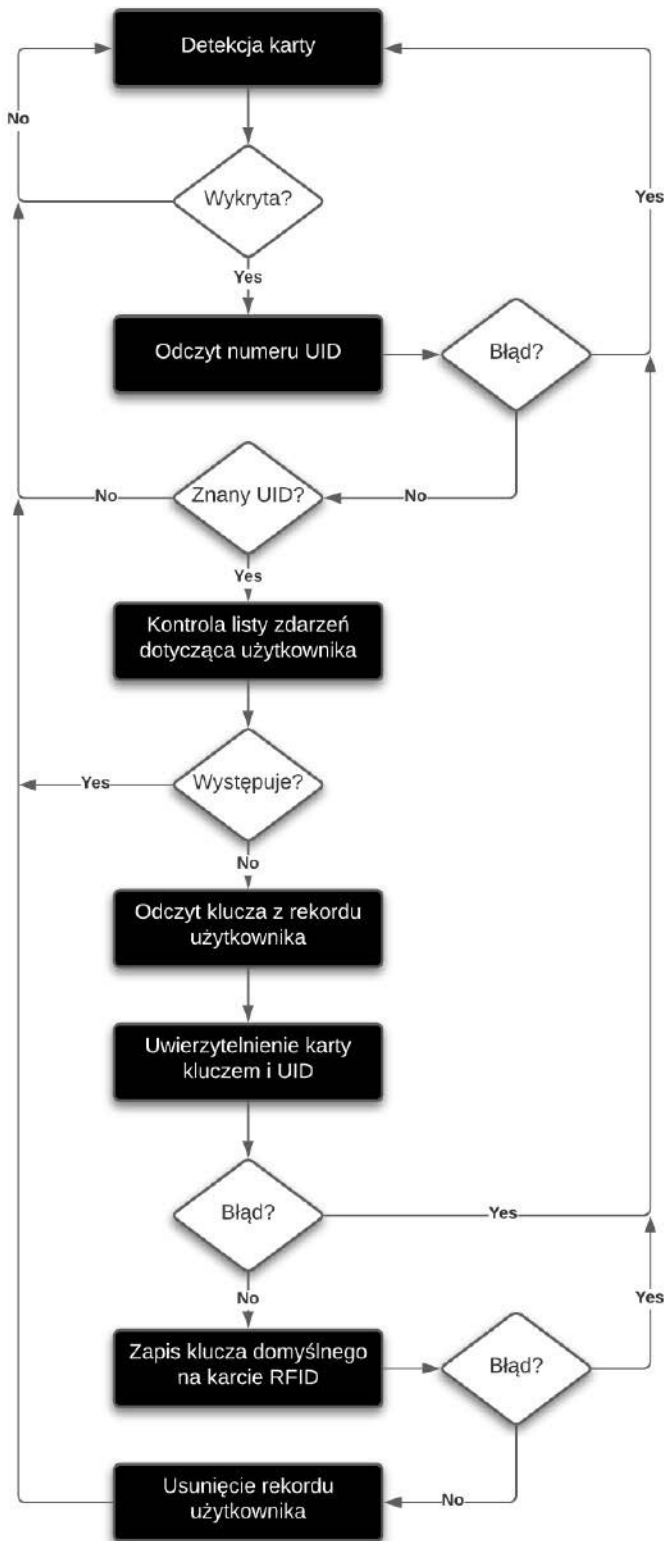 Detekcja karty
No
Wykryta?
Yes
Yes
Odczyt numeru UID
Błąd?
Znany UID?
No
No
Yes
Kontrola listy zdarzeń
dotycząca użytkownika
Występuje?
Yes
No
Odczyt klucza z rekordu
użytkownika
Uwierzytelnienie karty
kluczem i UID
Błąd?
Yes
No
Yes
Zapis klucza domyślnego
na karcie RFID
Błąd?
Usunięcie rekordu
użytkownika
No